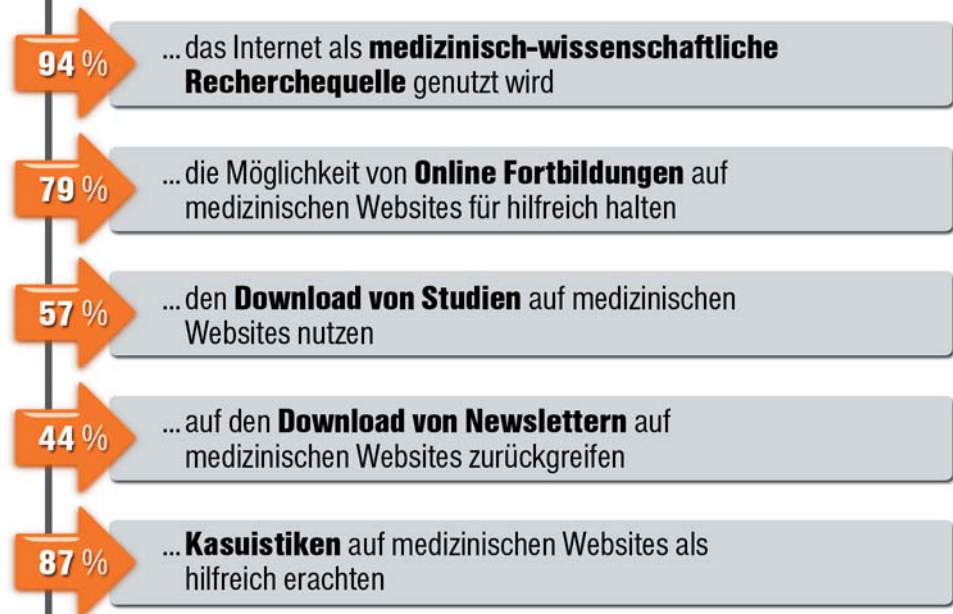 94 %
... das Internet als medizinisch-wissenschaftliche
Recherchequelle genutzt wird
79 %
... die Möglichkeit von Online Fortbildungen auf
medizinischen Websites für hilfreich halten
57 %
... den Download von Studien auf medizinischen
Websites nutzen
44 %
... auf den Download von Newslettern auf
medizinischen Websites zurückgreifen
87 %
... Kasuistiken auf medizinischen Websites als
hilfreich erachten